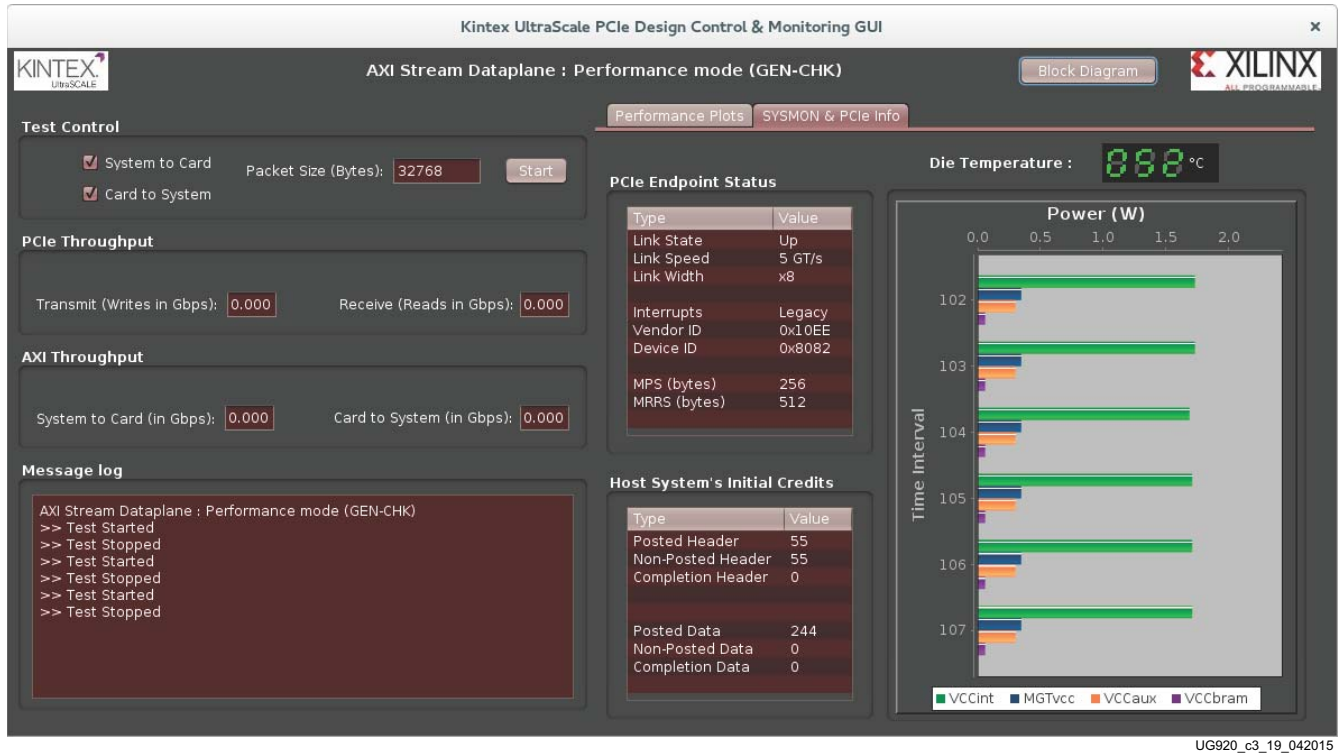 Kintex UltraScale PCIe Design Control & Monitoring GUI
×
KINTEX.
UltraSCALE
AXI Stream Dataplane : Performance mode (GEN-CHK)
Block Diagram
XILINX
ALL PROGRAMMABLE
Test Control
System to Card
Packet Size (Bytes): 32768
Start
Card to System
PCIe Throughput
Transmit (Writes in Gbps): 0.000
Receive (Reads in Gbps): 0.000
AXI Throughput
System to Card (in Gbps): 0.000
Card to System (in Gbps): 0.000
Message log
AXI Stream Dataplane : Performance mode (GEN-CHK)
>> Test Started
>> Test Stopped
>> Test Started
>> Test Stopped
>> Test Started
>> Test Stopped
Performance Plots
SYSMON & PCIe Info
PCIe Endpoint Status
Type Value
Link State Up
Link Speed 5 GT/s
Link Width x8
Interrupts Legacy
Vendor ID 0x10EE
Device ID 0x8082
MPS (bytes) 256
MRRS (bytes) 512
Host System's Initial Credits
Type Value
Posted Header 55
Non-Posted Header 55
Completion Header 0
Posted Data 244
Non-Posted Data 0
Completion Data 0
Die Temperature :
°C
Power (W)
0.0 0.5 1.0 1.5 2.0
Time Interval
102
103
104
105
106
107
VCCint MGTvcc VCCaux VCCbram
UG920_c3_19_042015